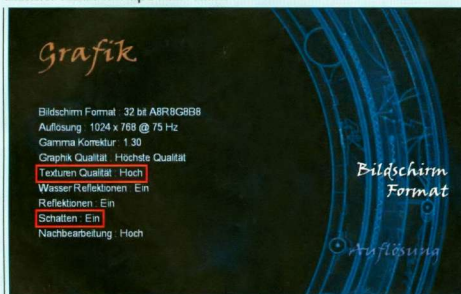 Grafik
Bildschirm Format : 32 bit A8R8G8B8
Auflösung : 1024 x 768 @ 75 Hz
Gamma Korrektur : 1.30
Graphik Qualität : Höchste Qualität
Texturen Qualität : Hoch
Wasser Reflektionen : Ein
Reflektionen : Ein
Schatten : Ein
Nachbearbeitung : Hoch
Bildschirm
Format
Auflösung